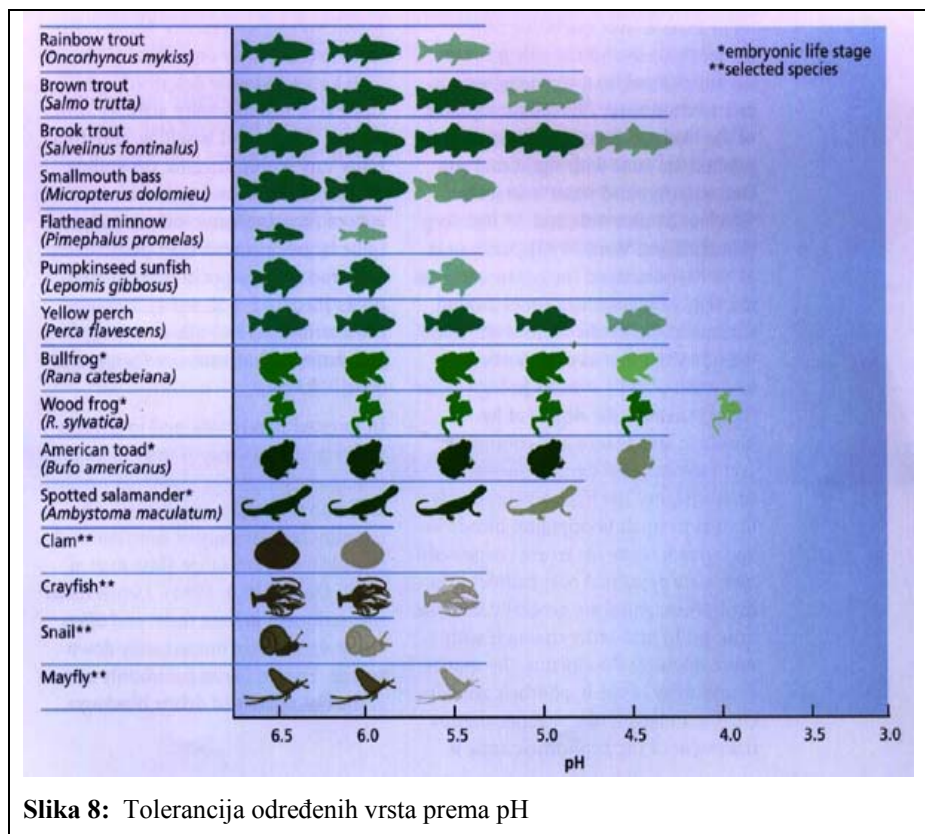 Rainbow trout
(Oncorhyncus mykiss)
*embryonic life stage
**selected species
Brown trout
(Salmo trutta)
Brook trout
(Salvelinus fontinalus)
Smallmouth bass
(Micropterus dolomieu)
Flathead minnow
(Pimephalus promelas)
Pumpkinseed sunfish
(Lepomis gibbosus)
Yellow perch
(Perca flavescens)
Bullfrog*
(Rana catesbeiana)
Wood frog*
(R. sylvatica)
American toad*
(Bufo americanus)
Spotted salamander*
(Ambystoma maculatum)
Clam**
Crayfish**
Snail**
Mayfly**
6.5 6.0 5.5 5.0 4.5 4.0 3.5 3.0
pH
Slika 8: Tolerancija određenih vrsta prema pH